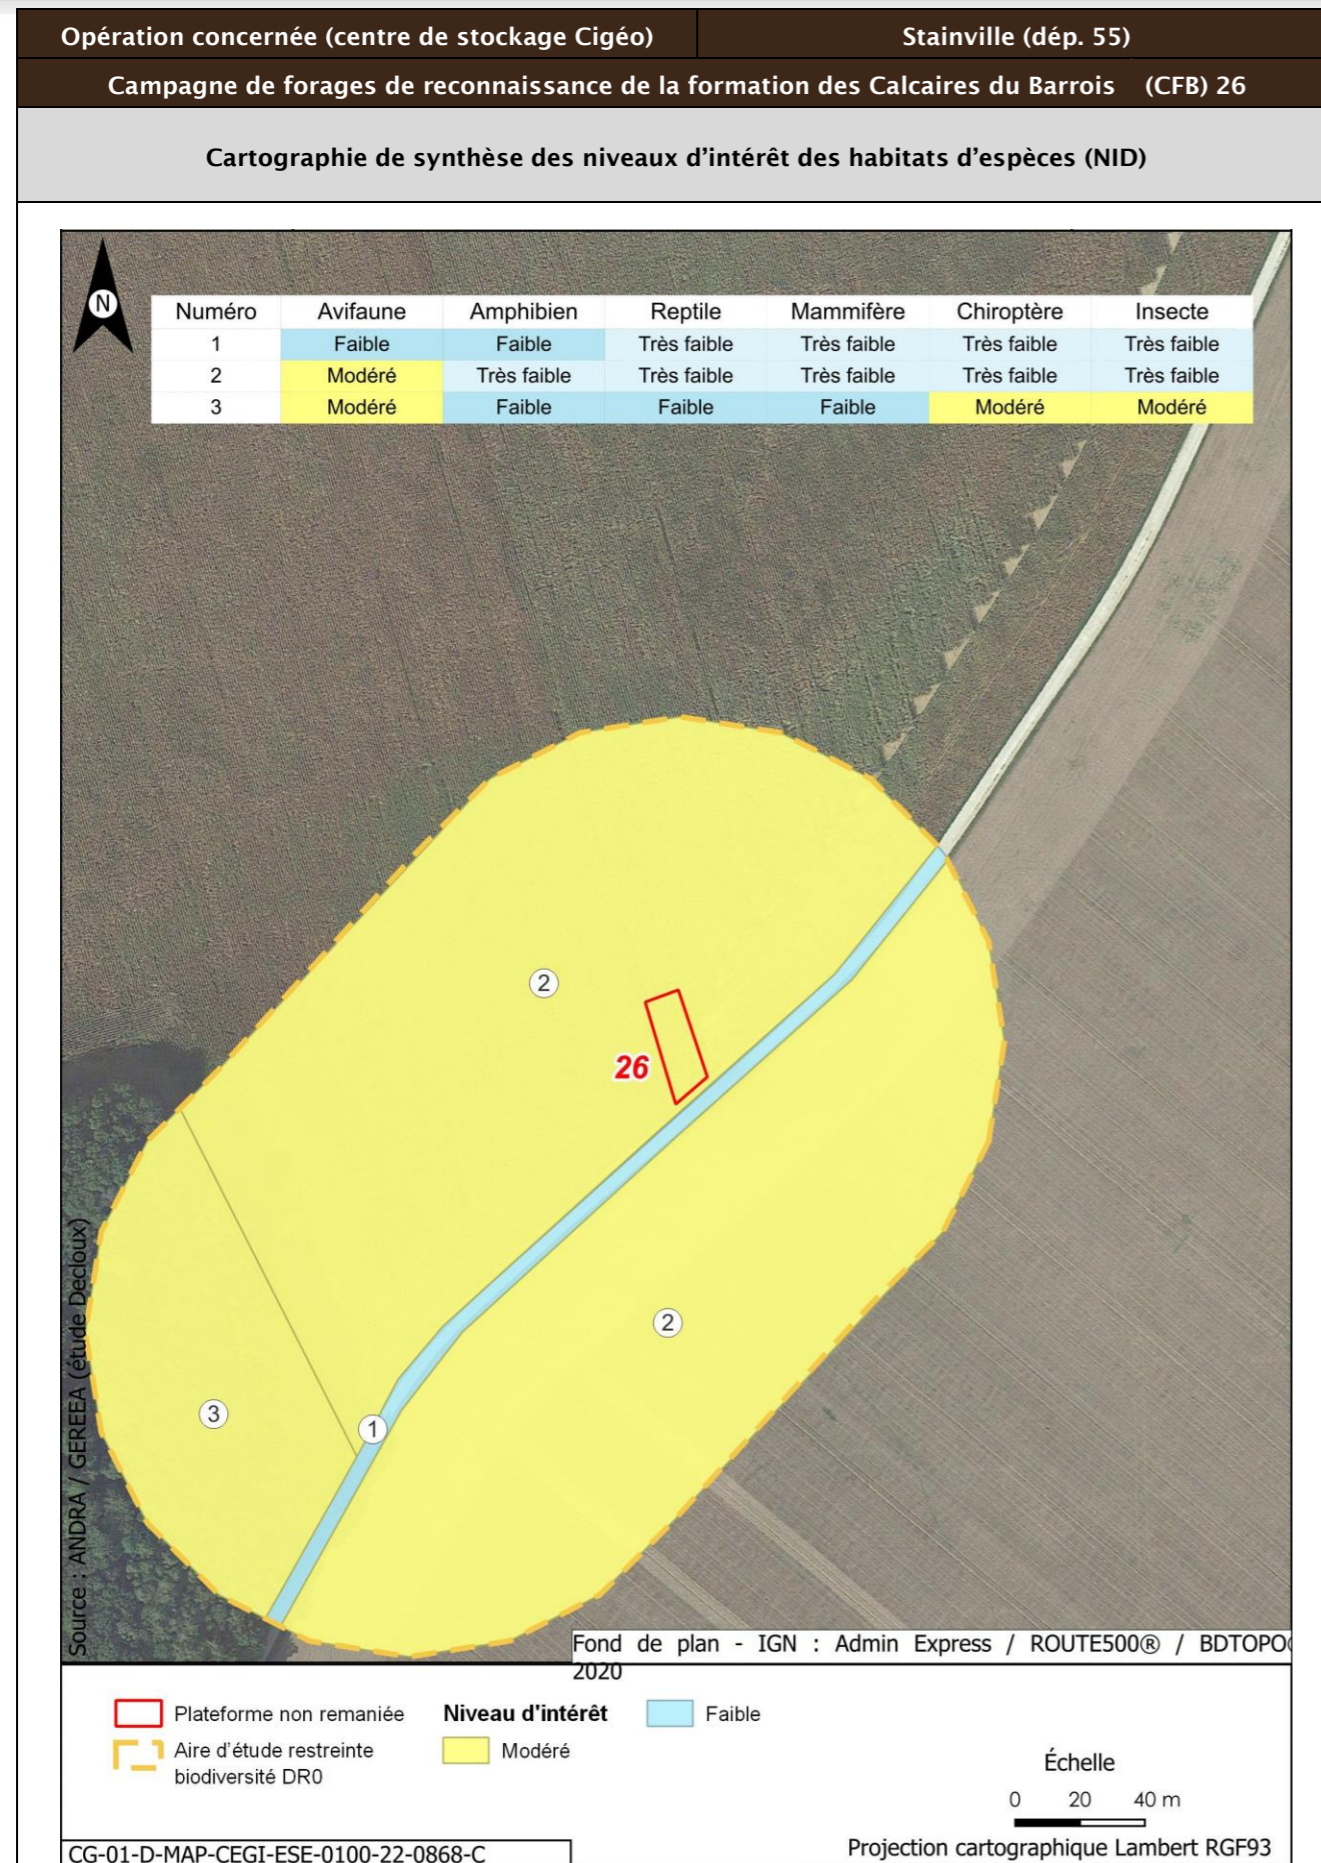 Opération concernée (centre de stockage Cigéo) Stainville (dép. 55)
Campagne de forages de reconnaissance de la formation des Calcaires du Barrois (CFB) 26
Cartographie de synthèse des niveaux d'intérêt des habitats d'espèces (NID)
N
Numéro Avifaune Amphibien Reptile Mammifère Chiroptère Insecte
1 Faible Faible Très faible Très faible Très faible Très faible
2 Modéré Très faible Très faible Très faible Très faible Très faible
3 Modéré Faible Faible Faible Modéré Modéré
2
26
2
3
1
Source : ANDRA / GEREEA (étude Decloux)
Fond de plan - IGN : Admin Express / ROUTE500® / BDTOPO®
2020
Plateforme non remaniée
Aire d'étude restreinte
biodiversité DR0
Niveau d'intérêt
Faible
Modéré
Échelle
0 20 40 m
Projection cartographique Lambert RGF93
CG-01-D-MAP-CEGI-ESE-0100-22-0868-C